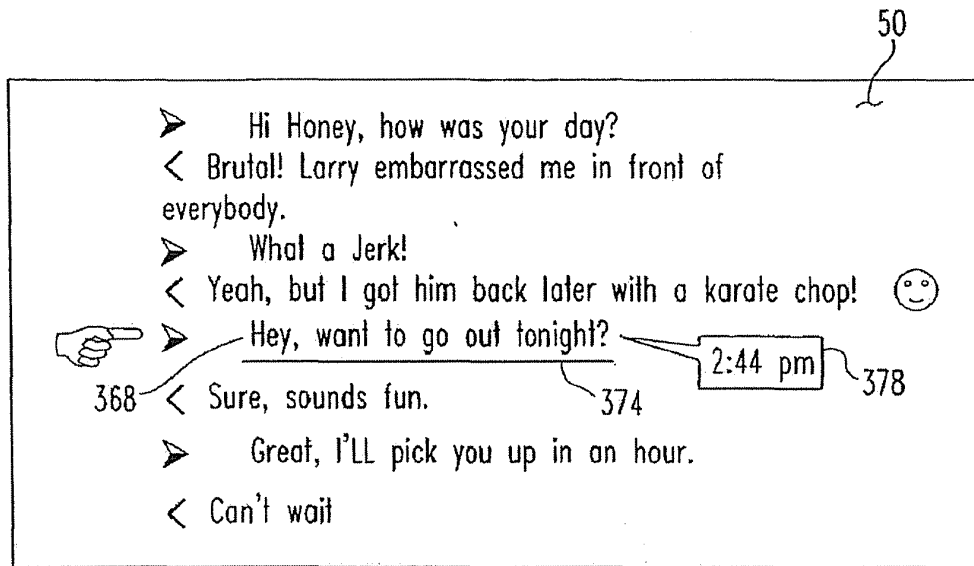 50
➢ Hi Honey, how was your day?
< Brutal! Larry embarrassed me in front of
everybody.
➢ What a Jerk!
< Yeah, but I got him back later with a karate chop!
➢ Hey, want to go out tonight?
2:44 pm
368
374
378
< Sure, sounds fun.
➢ Great, I'LL pick you up in an hour.
< Can't wait